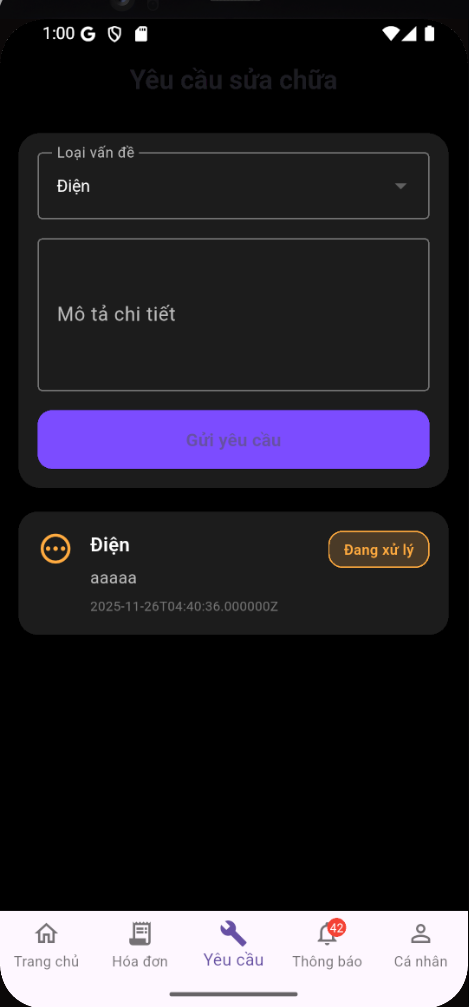 1:00
Yêu cầu sửa chữa
Loại vấn đề
Điện
Mô tả chi tiết
Gửi yêu cầu
Điện
Đang xử lý
aaaaa
2025-11-26T04:40:36.000000Z
42
Trang chủ
Hóa đơn
Yêu cầu
Thông báo
Cá nhân